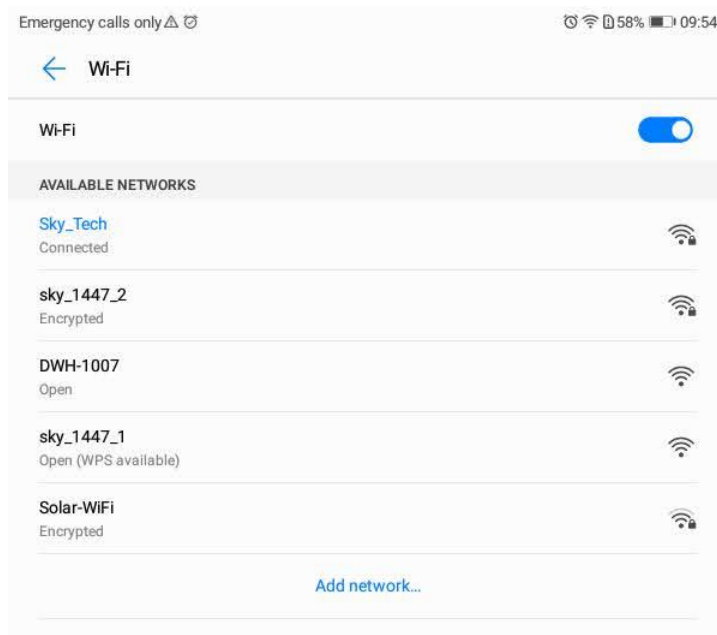 Emergency calls only
58% 09:54
Wi-Fi
Wi-Fi
AVAILABLE NETWORKS
Sky_Tech
Connected
sky_1447_2
Encrypted
DWH-1007
Open
sky_1447_1
Open (WPS available)
Solar-WiFi
Encrypted
Add network...